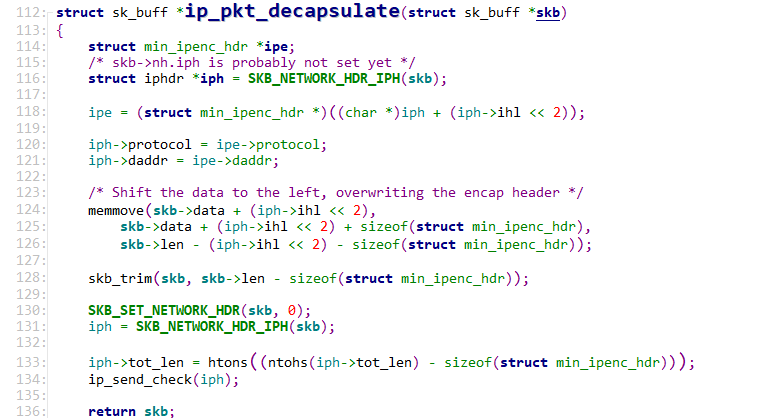 112: struct sk_buff *ip_pkt_decapsulate(struct sk_buff *skb)
113: {
114: struct min_ipenc_hdr *ipe;
115: /* skb->nh.iph is probably not set yet */
116: struct iphdr *iph = SKB_NETWORK_HDR_IPH(skb);
117:
118: ipe = (struct min_ipenc_hdr *)((char *)iph + (iph->ihl << 2));
119:
120: iph->protocol = ipe->protocol;
121: iph->daddr = ipe->daddr;
122:
123: /* Shift the data to the left, overwriting the encap header */
124: memmove(skb->data + (iph->ihl << 2),
125: skb->data + (iph->ihl << 2) + sizeof(struct min_ipenc_hdr),
126: skb->len - (iph->ihl << 2) - sizeof(struct min_ipenc_hdr));
127:
128: skb_trim(skb, skb->len - sizeof(struct min_ipenc_hdr));
129:
130: SKB_SET_NETWORK_HDR(skb, 0);
131: iph = SKB_NETWORK_HDR_IPH(skb);
132:
133: iph->tot_len = htons((ntohs(iph->tot_len) - sizeof(struct min_ipenc_hdr)));
134: ip_send_check(iph);
135:
136: return skb;